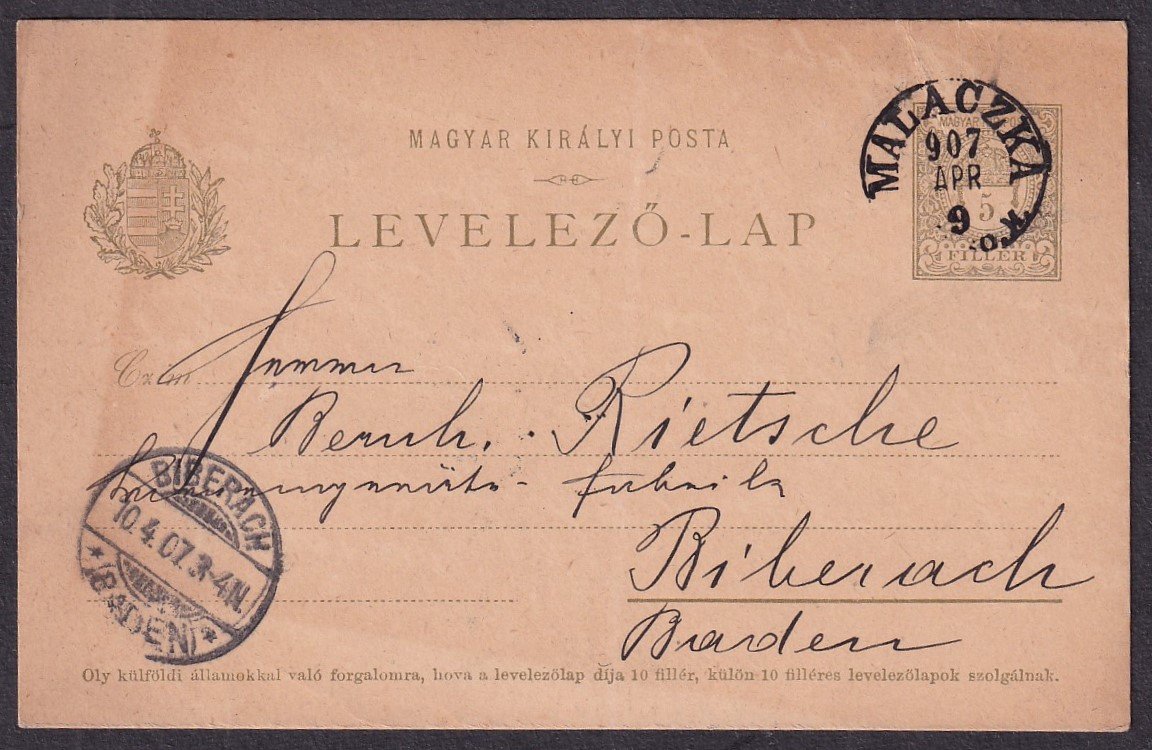 MAGYAR KIRÁLYI POSTA
LEVELEZŐ-LAP
MALACZKA
907
APR
9
MAGYAR
5
FILLÉR
Czim
Bernh. Rietsche
fabrik
Biberach
Baden
BIBERACH
10.4.07.3-4N.
*(BADEN)*
Oly külföldi államokkal való forgalomra, hova a levelezőlap díja 10 fillér, külön 10 filléres levelezőlapok szolgálnak.